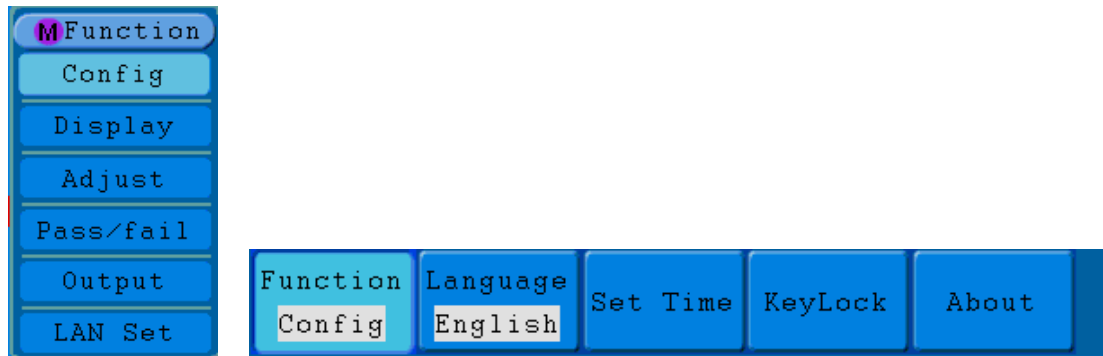 M Function
Config
Display
Adjust
Pass/fail
Output
LAN Set
Function
Config
Language
English
Set Time
KeyLock
About